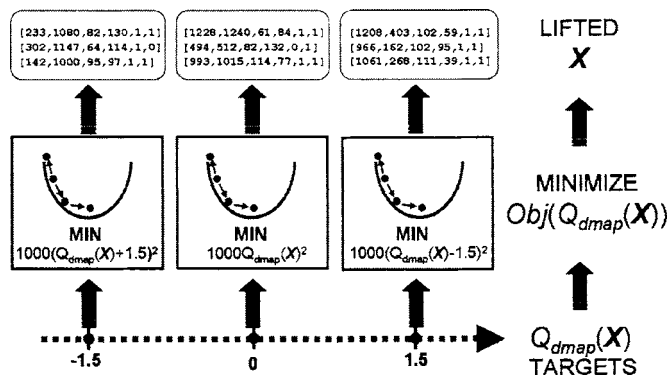 [233,1080,82,130,1,1]
[302,1147,64,114,1,0]
[142,1000,95,97,1,1]
[1228,1240,61,84,1,1]
[494,512,82,132,0,1]
[993,1015,114,77,1,1]
[1208,403,102,59,1,1]
[966,162,102,95,1,1]
[1061,268,111,39,1,1]
LIFTED
X
MIN
1000(Qdmap(X)+1.5)²
MIN
1000Qdmap(X)²
MIN
1000(Qdmap(X)-1.5)²
MINIMIZE
Obj(Qdmap(X))
-1.5
0
1.5
Qdmap(X)
TARGETS